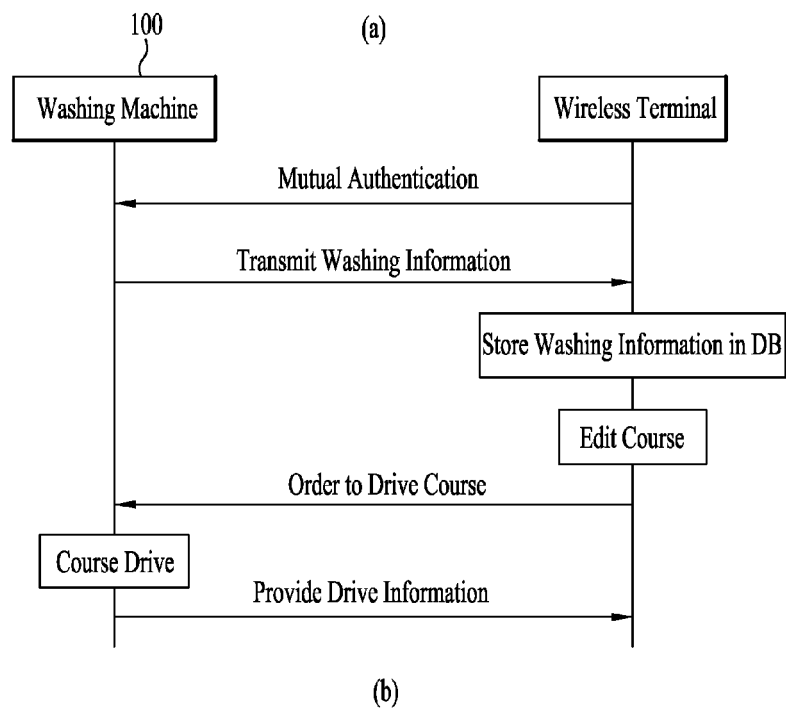 100
(a)
Washing Machine
Wireless Terminal
Mutual Authentication
Transmit Washing Information
Store Washing Information in DB
Edit Course
Order to Drive Course
Course Drive
Provide Drive Information
(b)